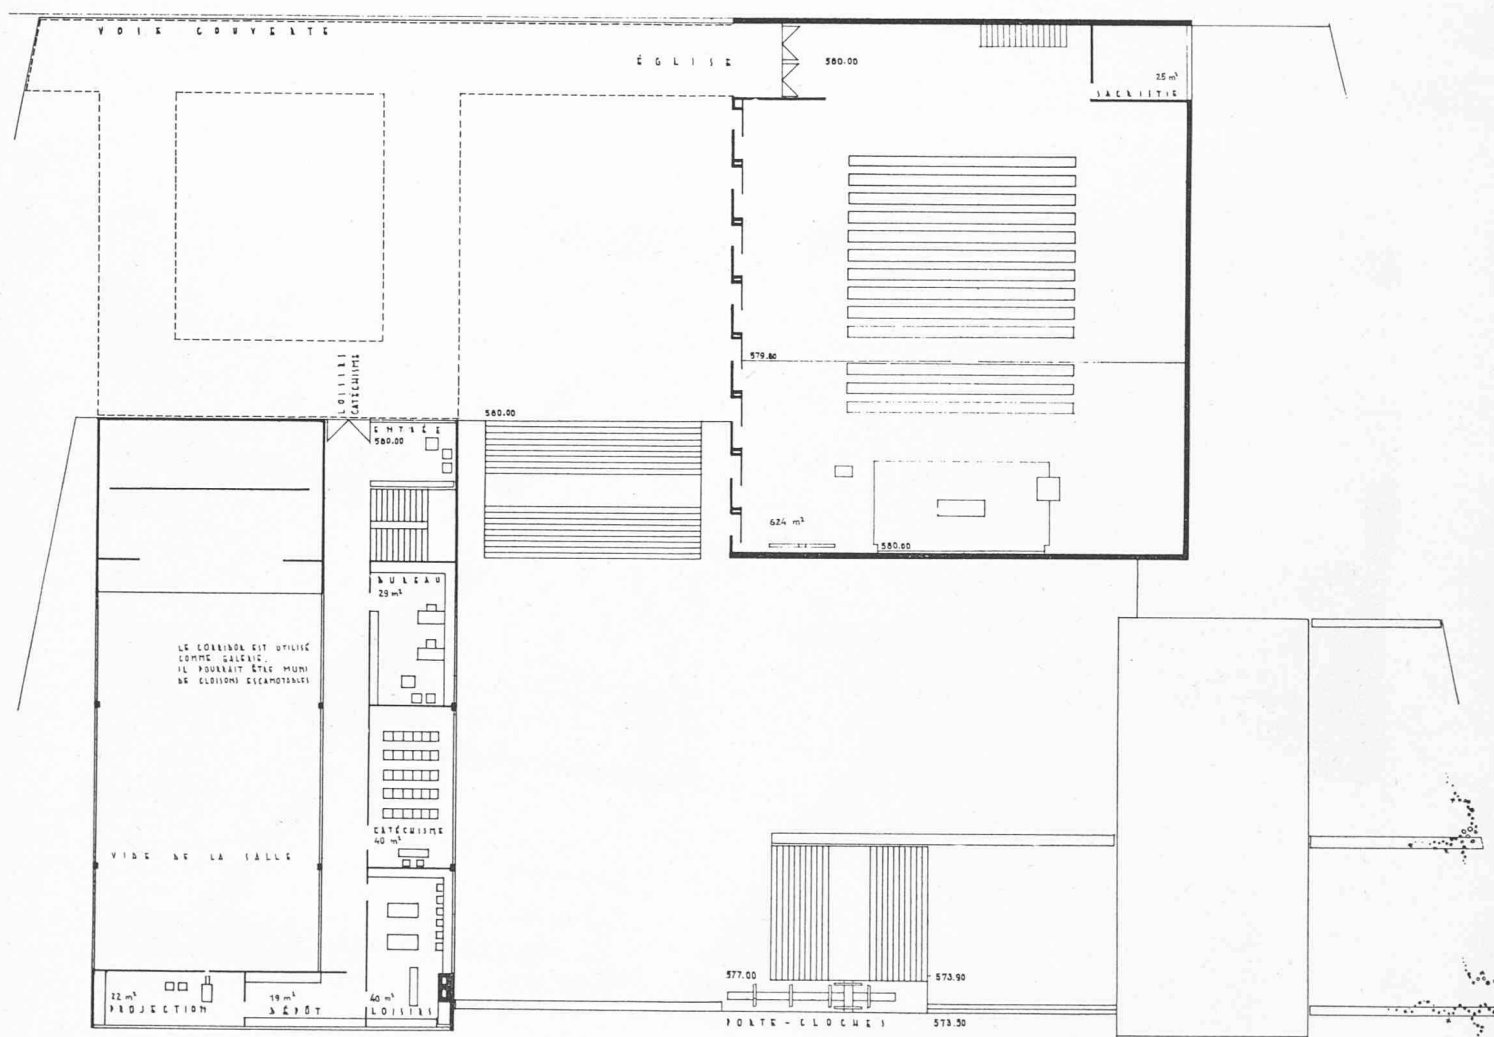 VOIE COUVERTE
ÉGLISE
560.00
25 m²
SACRISTIE
579.80
LOISIRS
CATÉCHISME
560.00
ENTRÉE
580.00
624 m²
580.60
BUREAU
29 m²
LE CORRIDOR EST UTILISÉ
COMME GALERIE.
IL POURRAIT ÊTRE MUNI
DE CLOISONS ESCAMOTABLES
CATÉCHISME
40 m²
VIDE DE LA SALLE
577.00
573.90
22 m²
PROJECTION
19 m²
DÉPÔT
40 m²
LOISIRS
PORTE-CLOCHES
573.50